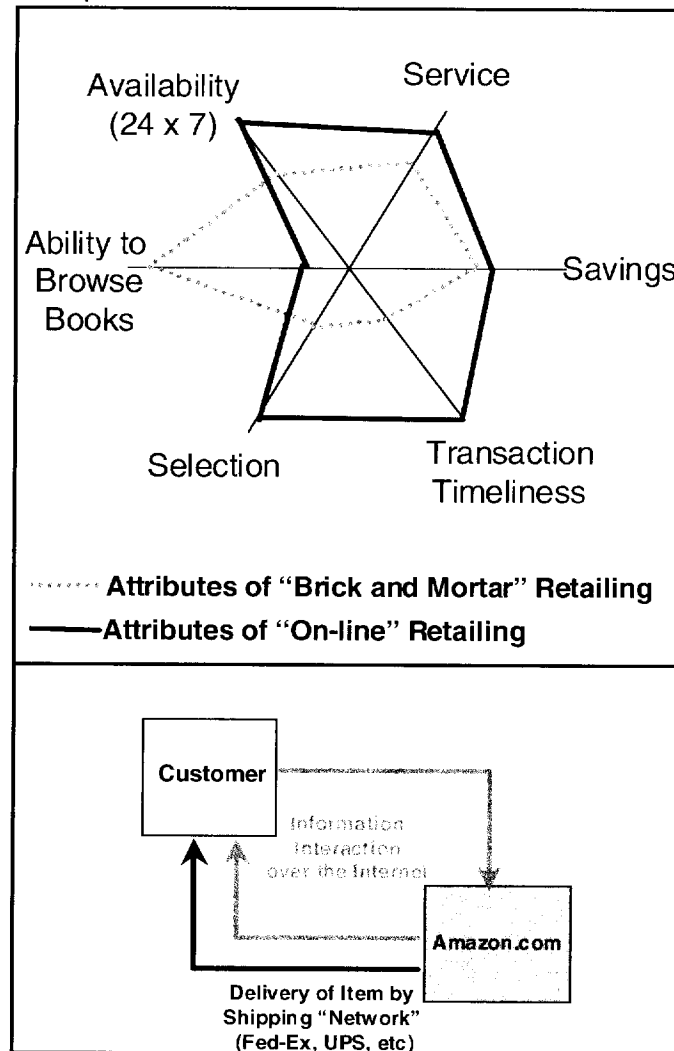 Availability
(24 x 7)
Service
Ability to
Browse
Books
Savings
Selection
Transaction
Timeliness
Attributes of “Brick and Mortar” Retailing
Attributes of “On-line” Retailing
Customer
Information
Interaction
over the Internet
Amazon.com
Delivery of Item by
Shipping “Network”
(Fed-Ex, UPS, etc)